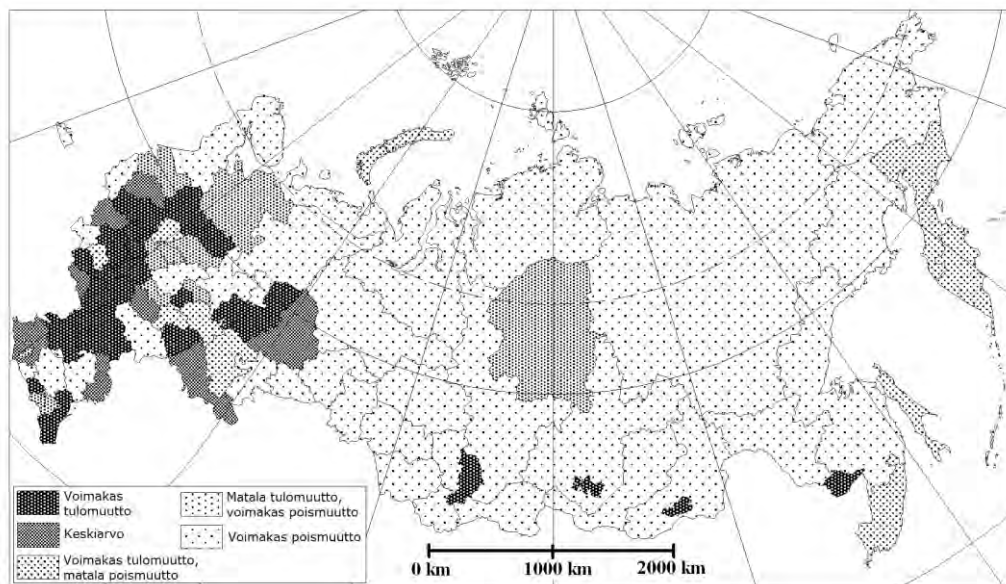 Voimakas
tulomuutto
Keskiarvo
Voimakas tulomuutto,
matala poismuutto
Matala tulomuutto,
voimakas poismuutto
Voimakas poismuutto
0 km
1000 km
2000 km